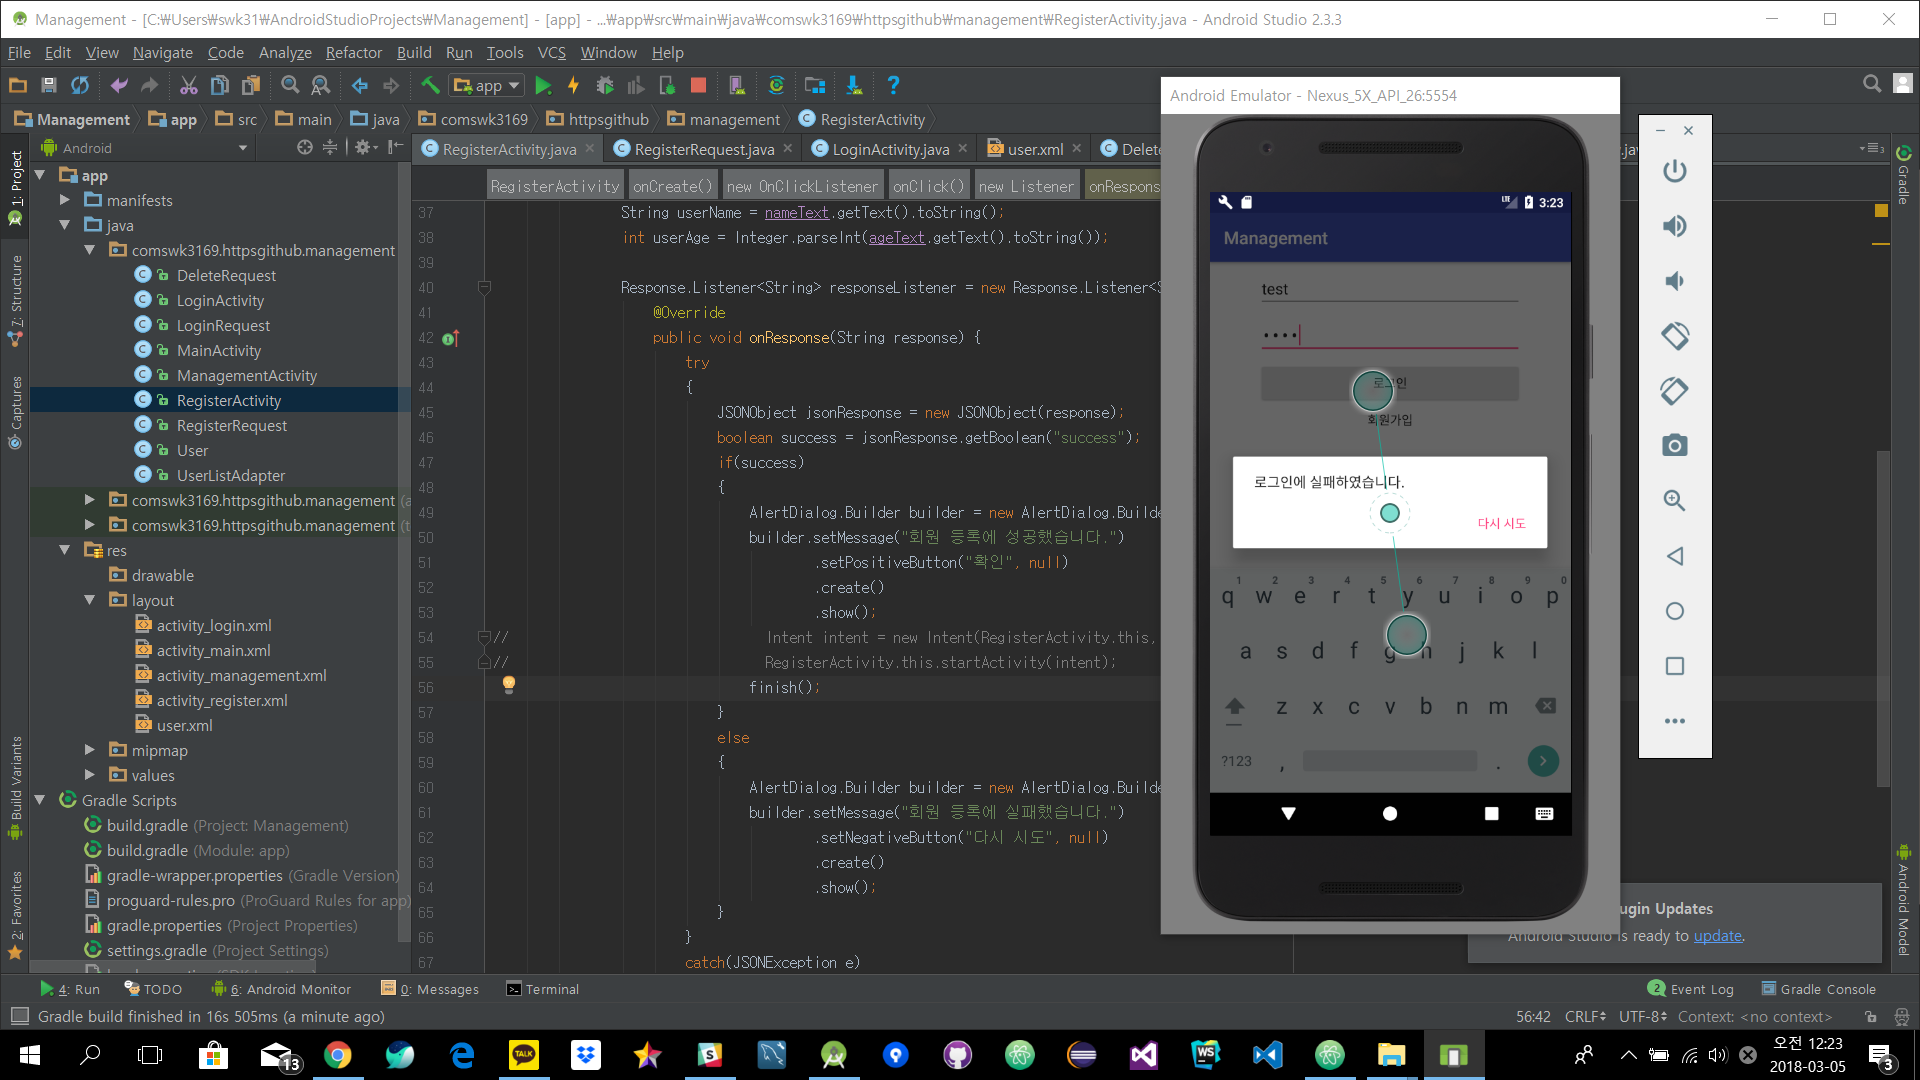 Management - [C:₩Users₩swk31₩AndroidStudioProjects₩Management] - [app] - ...₩app₩src₩main₩java₩comswk3169₩httpsgithub₩management₩RegisterActivity.java - Android Studio 2.3.3
File Edit View Navigate Code Analyze Refactor Build Run Tools VCS Window Help
app
Management app src main java comswk3169 httpsgithub management RegisterActivity
Android
RegisterActivity.java RegisterRequest.java LoginActivity.java user.xml Delete
RegisterActivity onCreate() new OnClickListener onClick() new Listener onRespons
1: Project
7: Structure
Captures
Build Variants
2: Favorites
app
manifests
java
comswk3169.httpsgithub.management
DeleteRequest
LoginActivity
LoginRequest
MainActivity
ManagementActivity
RegisterActivity
RegisterRequest
User
UserListAdapter
comswk3169.httpsgithub.management (a
comswk3169.httpsgithub.management (t
res
drawable
layout
activity_login.xml
activity_main.xml
activity_management.xml
activity_register.xml
user.xml
mipmap
values
Gradle Scripts
build.gradle (Project: Management)
build.gradle (Module: app)
gradle-wrapper.properties (Gradle Version)
proguard-rules.pro (ProGuard Rules for app)
gradle.properties (Project Properties)
settings.gradle (Project Settings)
37 String userName = nameText.getText().toString();
38 int userAge = Integer.parseInt(ageText.getText().toString());
39
40 Response.Listener<String> responseListener = new Response.Listener<S
41 @Override
42 public void onResponse(String response) {
43 try
44 {
45 JSONObject jsonResponse = new JSONObject(response);
46 boolean success = jsonResponse.getBoolean("success");
47 if(success)
48 {
49 AlertDialog.Builder builder = new AlertDialog.Builde
50 builder.setMessage("회원 등록에 성공했습니다.")
51 .setPositiveButton("확인", null)
52 .create()
53 .show();
54 // Intent intent = new Intent(RegisterActivity.this,
55 // RegisterActivity.this.startActivity(intent);
56 finish();
57 }
58 else
59 {
60 AlertDialog.Builder builder = new AlertDialog.Builde
61 builder.setMessage("회원 등록에 실패했습니다.")
62 .setNegativeButton("다시 시도", null)
63 .create()
64 .show();
65 }
66 }
67 catch(JSONException e)
Android Emulator - Nexus_5X_API_26:5554
LTE 3:23
Management
test
로그인
회원가입
로그인에 실패하였습니다.
다시 시도
1 2 3 4 5 6 7 8 9 0
q w e r t y u i o p
a s d f g h j k l
z x c v b n m
?123 , .
Gradle
Android Model
ugin Updates
Android Studio is ready to update.
4: Run TODO 6: Android Monitor 0: Messages Terminal
2 Event Log Gradle Console
Gradle build finished in 16s 505ms (a minute ago)
56:42 CRLF UTF-8 Context: <no context>
13
TALK
WS
오전 12:23
2018-03-05
3